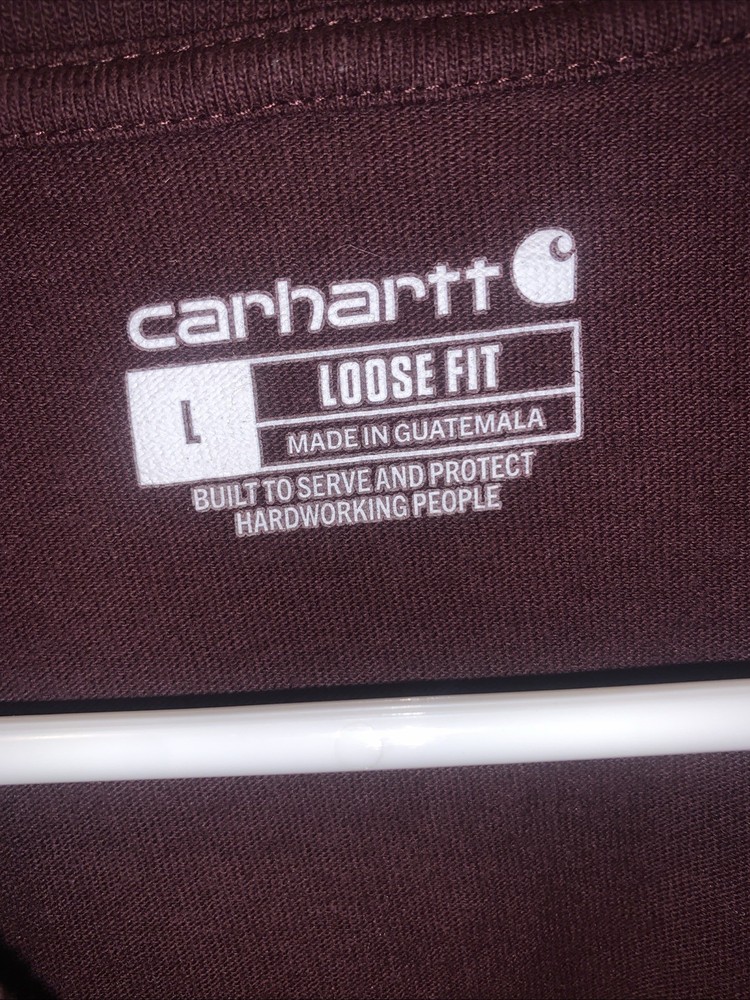 carhartt
L
LOOSE FIT
MADE IN GUATEMALA
BUILT TO SERVE AND PROTECT
HARDWORKING PEOPLE